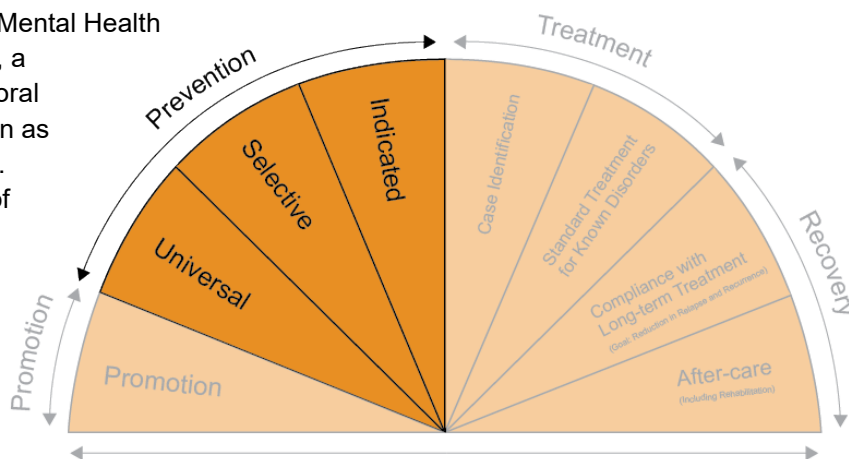 Mental Health
, a
oral
n as
.
of
Prevention
Treatment
Recovery
Promotion
Promotion
Universal
Selective
Indicated
Case Identification
Standard Treatment
for Known Disorders
Compliance with
Long-term Treatment
(Goal: Reduction in Relapse and Recurrence)
After-care
(Including Rehabilitation)